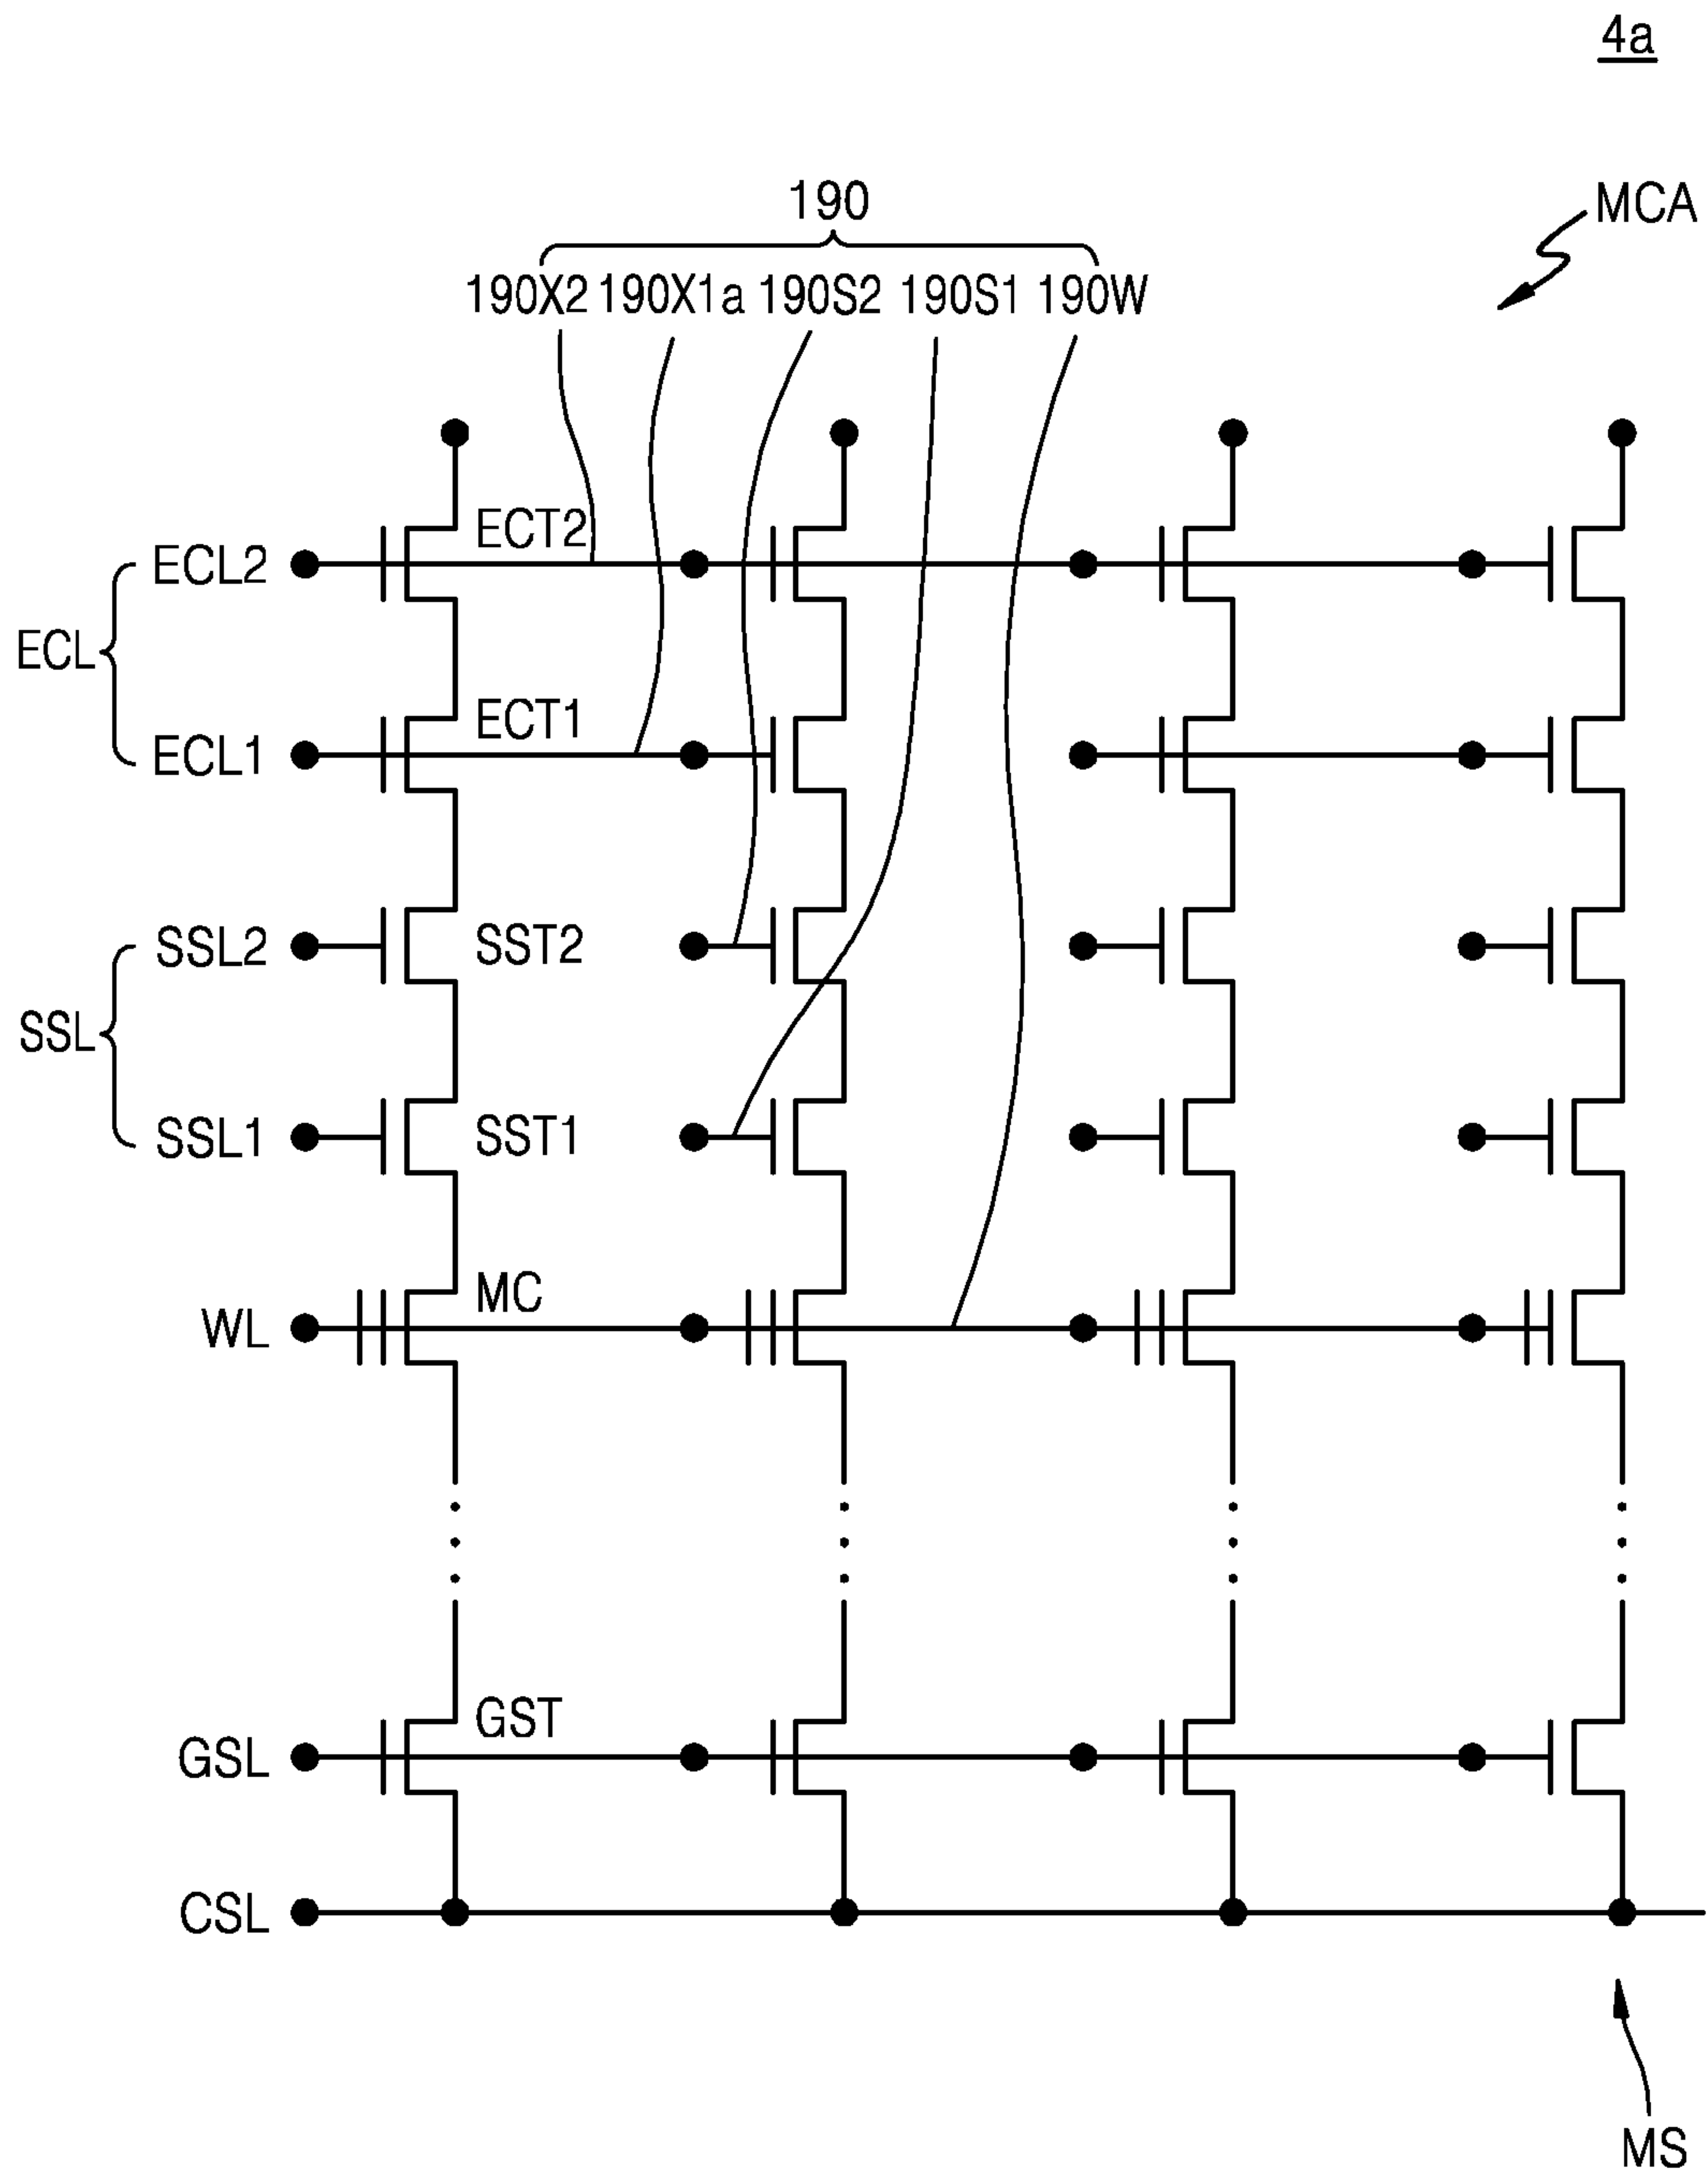 4a
MCA
190
190X2 190X1a 190S2 190S1 190W
ECT2
ECL2
ECL
ECT1
ECL1
SSL2 SST2
SSL
SSL1 SST1
MC
WL
GST
GSL
CSL
MS